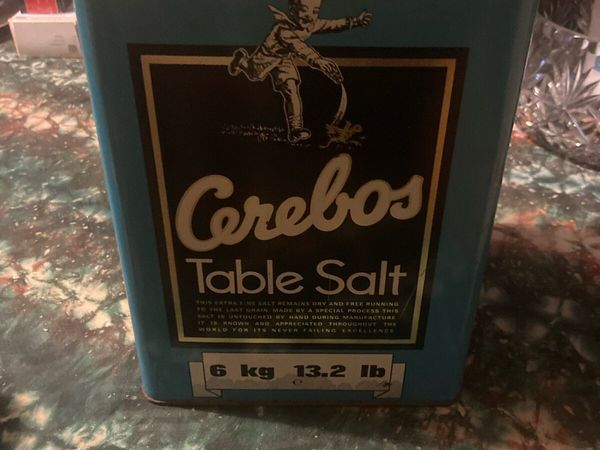 Cerebos
Table Salt
THIS EXTRA FINE SALT REMAINS DRY AND FREE RUNNING
TO THE LAST GRAIN. MADE BY A SPECIAL PROCESS THIS
SALT IS UNTOUCHED BY HAND DURING MANUFACTURE.
IT IS KNOWN AND APPRECIATED THROUGHOUT THE
WORLD FOR ITS NEVER FAILING EXCELLENCE
6 kg 13.2 lb
e